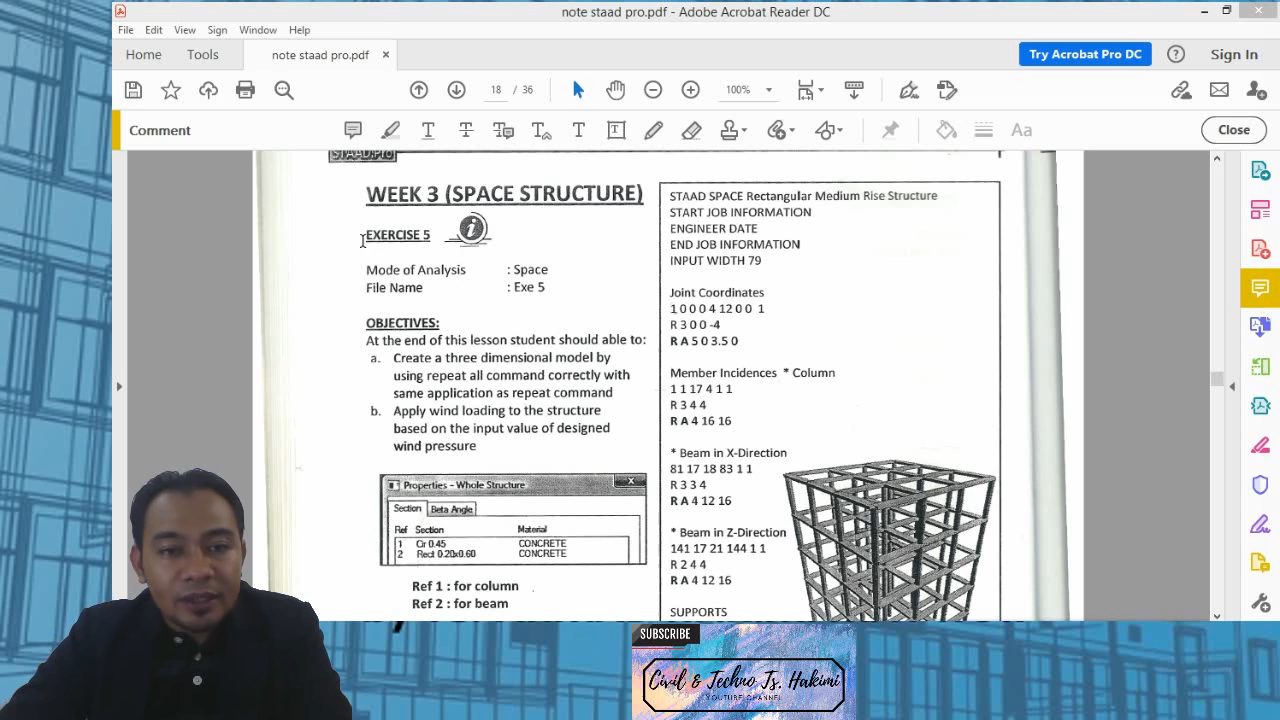 note staad pro.pdf - Adobe Acrobat Reader DC
File Edit View Sign Window Help
Home Tools note staad pro.pdf × Try Acrobat Pro DC Sign In
18 / 36 100%
Comment Close
STAAD.Pro
WEEK 3 (SPACE STRUCTURE)
EXERCISE 5
Mode of Analysis : Space
File Name : Exe 5
OBJECTIVES:
At the end of this lesson student should able to:
a. Create a three dimensional model by
using repeat all command correctly with
same application as repeat command
b. Apply wind loading to the structure
based on the input value of designed
wind pressure
Properties - Whole Structure
Section Beta Angle
Ref Section Material
1 Cir 0.45 CONCRETE
2 Rect 0.20x0.60 CONCRETE
Ref 1 : for column
Ref 2 : for beam
STAAD SPACE Rectangular Medium Rise Structure
START JOB INFORMATION
ENGINEER DATE
END JOB INFORMATION
INPUT WIDTH 79
Joint Coordinates
1 0 0 0 4 12 0 0 1
R 3 0 0 -4
R A 5 0 3.5 0
Member Incidences * Column
1 1 17 4 1 1
R 3 4 4
R A 4 16 16
* Beam in X-Direction
81 17 18 83 1 1
R 3 3 4
R A 4 12 16
* Beam in Z-Direction
141 17 21 144 1 1
R 2 4 4
R A 4 12 16
SUPPORTS
SUBSCRIBE
Civil & Techno Ts. Hakimi
YOUTUBE CHANNEL